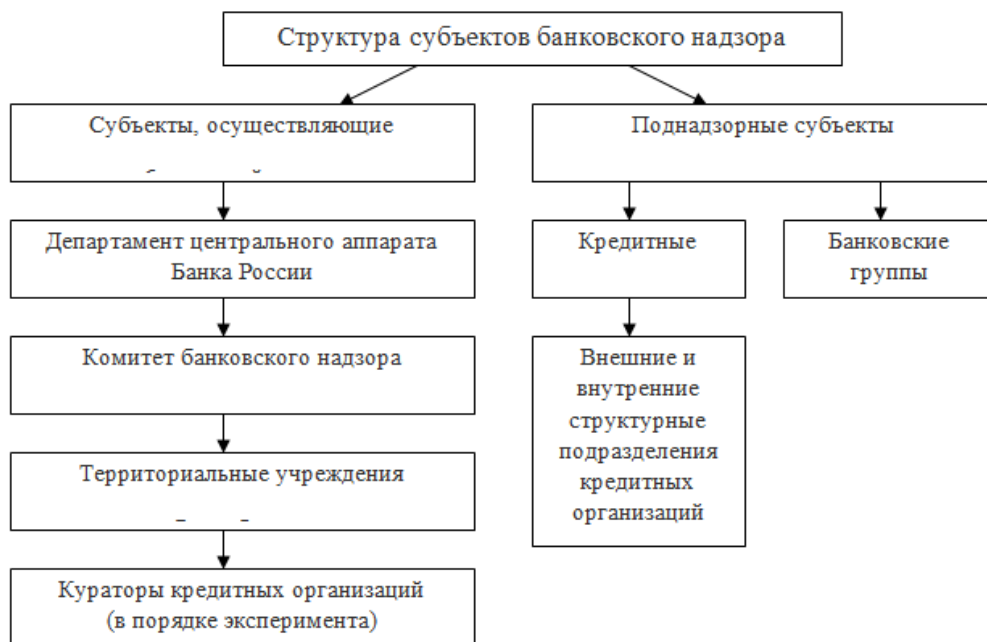 Структура субъектов банковского надзора
Субъекты, осуществляющие
Поднадзорные субъекты
Департамент центрального аппарата
Банка России
Кредитные
Банковские
группы
Комитет банковского надзора
Внешние и
внутренние
структурные
подразделения
кредитных
организаций
Территориальные учреждения
Кураторы кредитных организаций
(в порядке эксперимента)